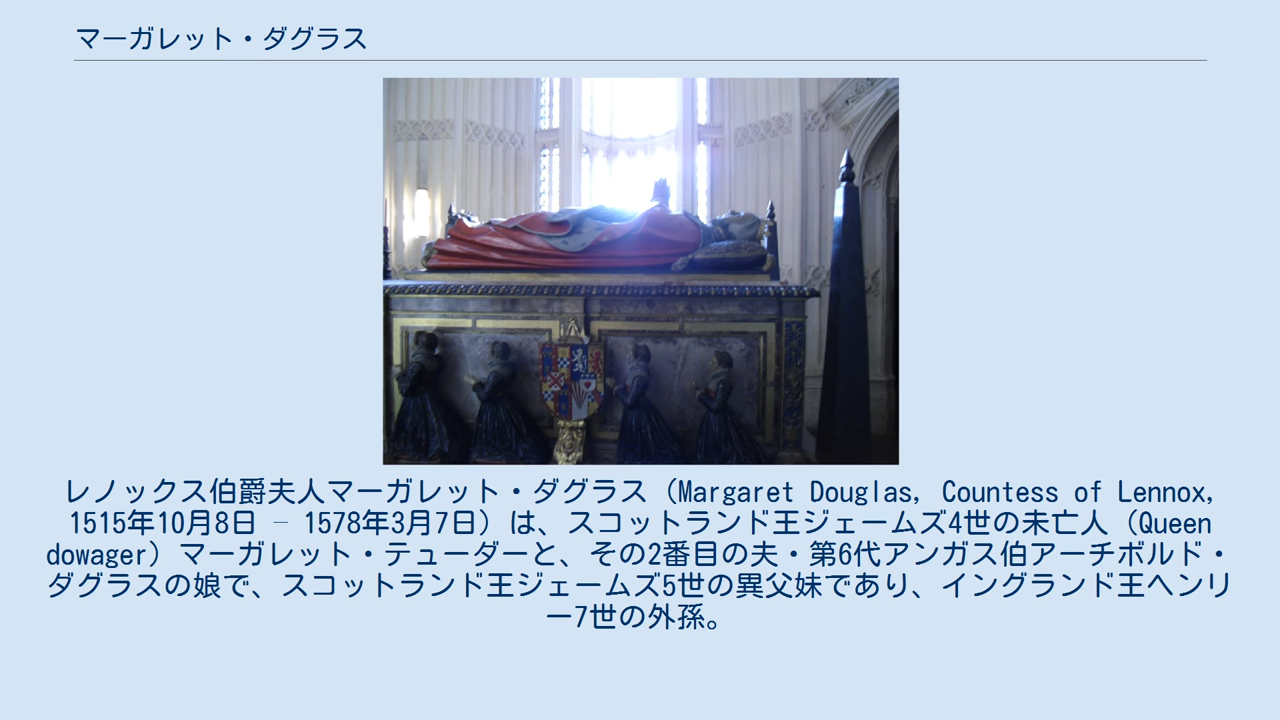 マーガレット・ダグラス
レノックス伯爵夫人マーガレット・ダグラス（Margaret Douglas, Countess of Lennox,
1515年10月8日 – 1578年3月7日）は、スコットランド王ジェームズ4世の未亡人（Queen
dowager）マーガレット・テューダーと、その2番目の夫・第6代アンガス伯アーチボルド・
ダグラスの娘で、スコットランド王ジェームズ5世の異父妹であり、イングランド王ヘンリ
ー7世の外孫。